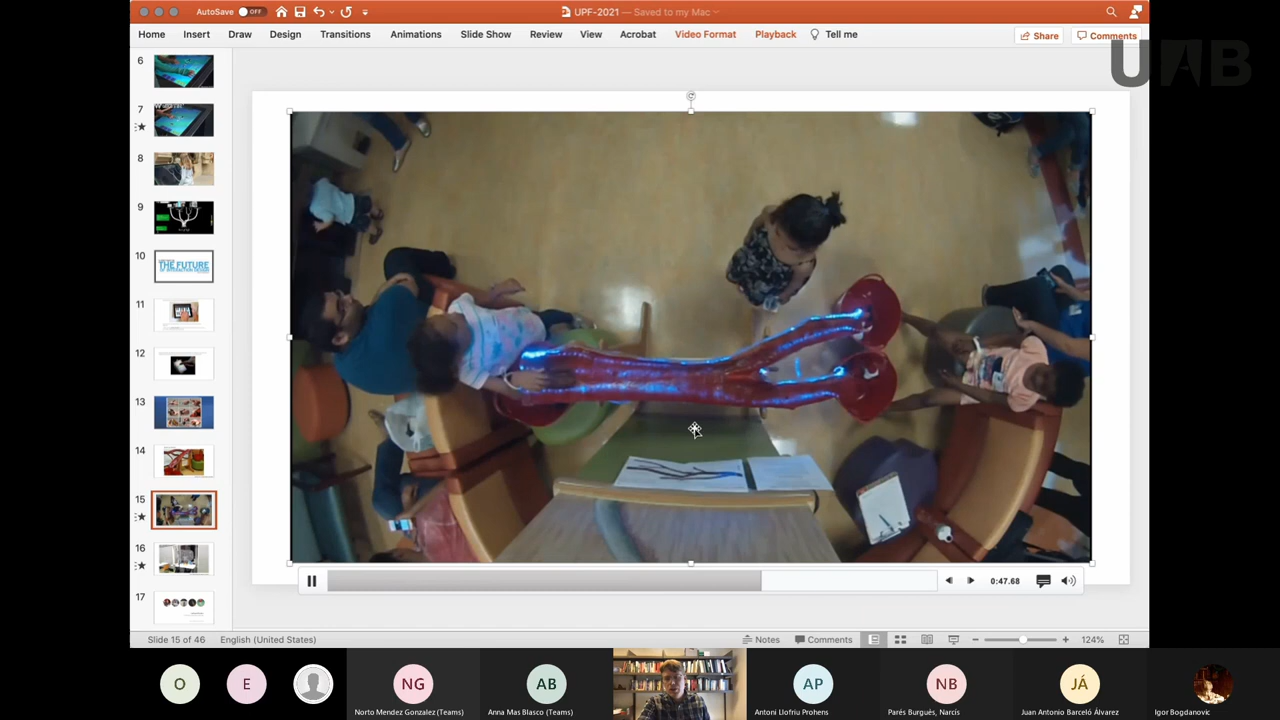 AutoSave OFF
UPF-2021 — Saved to my Mac
Home Insert Draw Design Transitions Animations Slide Show Review View Acrobat Video Format Playback Tell me
Share Comments
UAB
6
7
8
9
10
THE FUTURE
11
12
13
14
15
16
17
0:47.68
Slide 15 of 46 English (United States)
Notes Comments 124%
O
E
NG
Norto Mendez Gonzalez (Teams)
AB
Anna Mas Blasco (Teams)
AP
Antoni Llofriu Prohens
NB
Parés Burgués, Narcís
JÁ
Juan Antonio Barceló Álvarez
Igor Bogdanovic